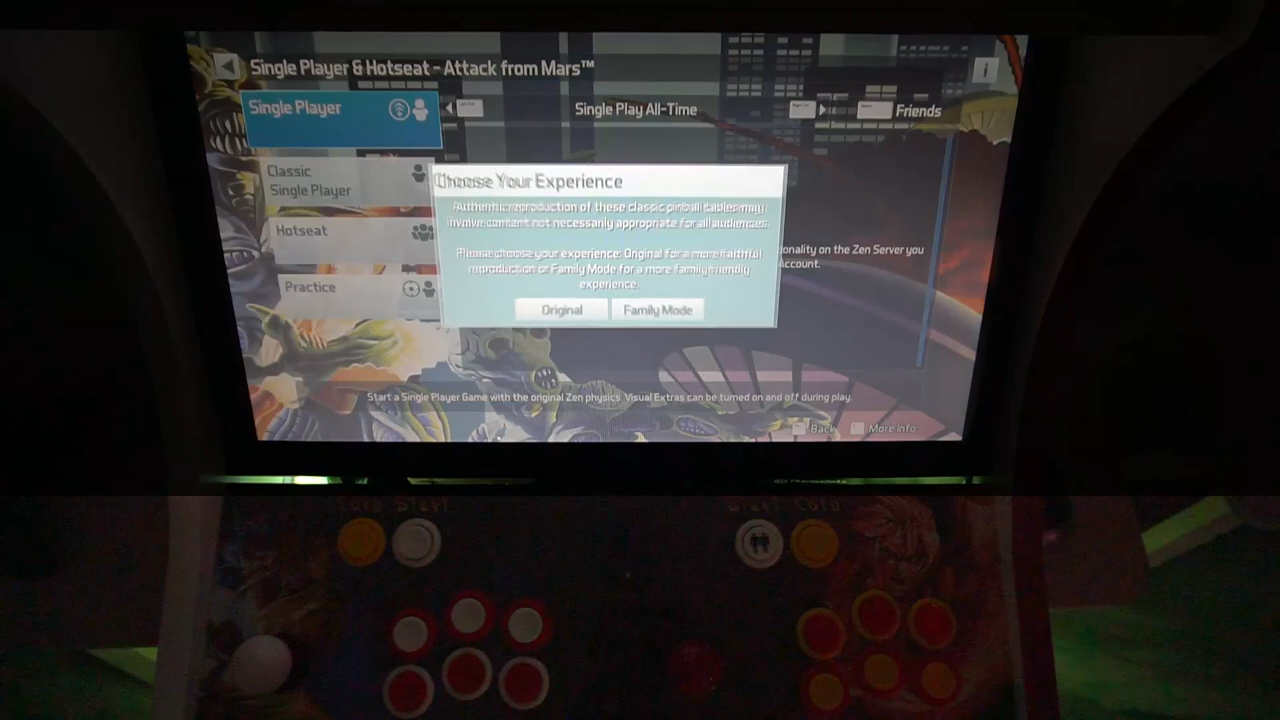 Single Player & Hotseat - Attack from Mars™
i
Single Player
Single Play All-Time
Friends
Classic
Single Player
Hotseat
Practice
Choose Your Experience
Authentic reproduction of these classic pinball tables may
involve content not necessarily appropriate for all audiences.
Please choose your experience: Original for a more faithful
reproduction or Family Mode for a more family friendly
experience.
Original
Family Mode
onality on the Zen Server you
Account.
Start a Single Player Game with the original Zen physics. Visual Extras can be turned on and off during play.
Back
More Info